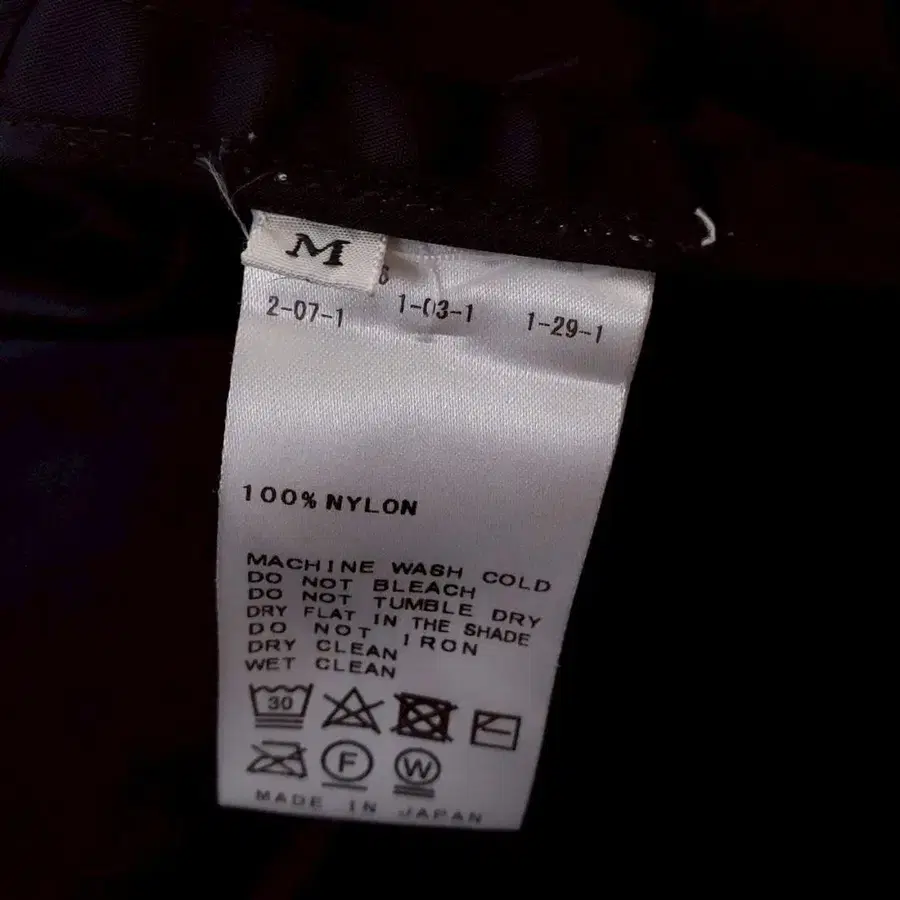 M
6
2-07-1 1-03-1 1-29-1
100% NYLON
MACHINE WASH COLD
DO NOT BLEACH
DO NOT TUMBLE DRY
DRY FLAT IN THE SHADE
DO NOT IRON
DRY CLEAN
WET CLEAN
30
F W
MADE IN JAPAN